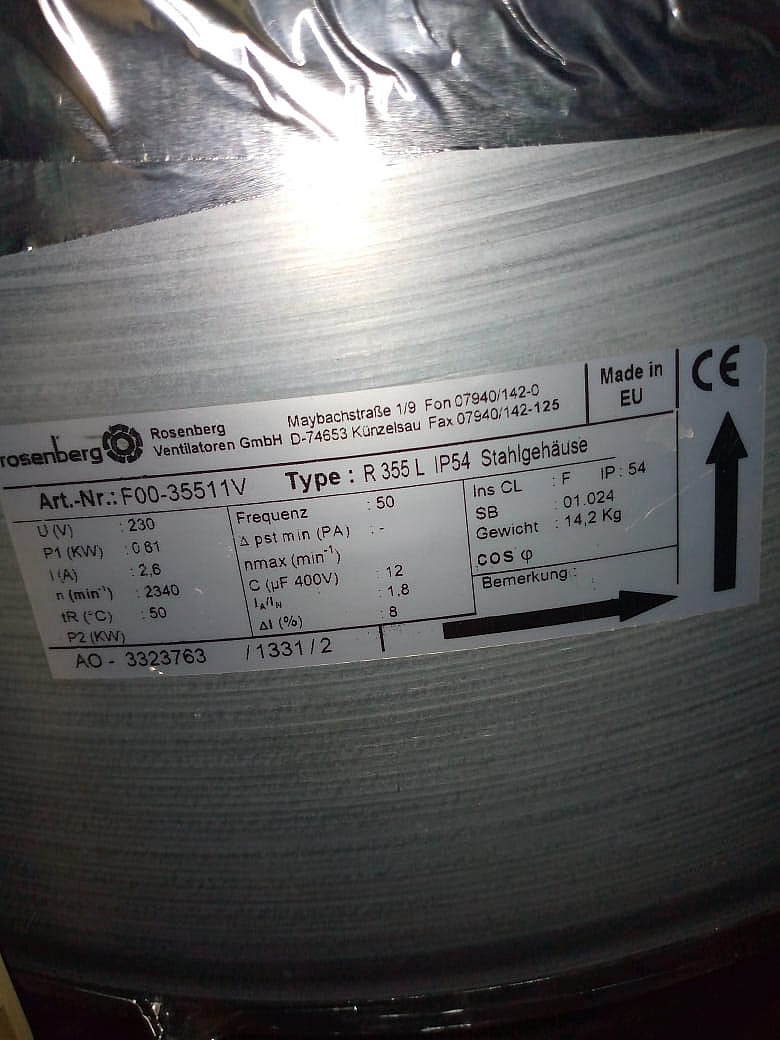 rosenberg
Rosenberg
Ventilatoren GmbH
Maybachstraße 1/9 Fon 07940/142-0
D-74653 Künzelsau Fax 07940/142-125
Made in
EU
CE
Art.-Nr.: F00-35511V Type : R 355 L IP54 Stahlgehäuse
U (V) : 230
P1 (KW) : 0 61
I (A) : 2,6
n (min⁻¹) : 2340
tR (°C) : 50
P2 (KW)
Frequenz : 50
Δ pst min (PA) : -
nmax (min⁻¹)
C (µF 400V) : 12
I_A/I_N : 1,8
ΔI (%) : 8
Ins CL : F IP : 54
SB : 01.024
Gewicht : 14,2 Kg
cos φ
Bemerkung :
AO - 3323763 / 1331 / 2